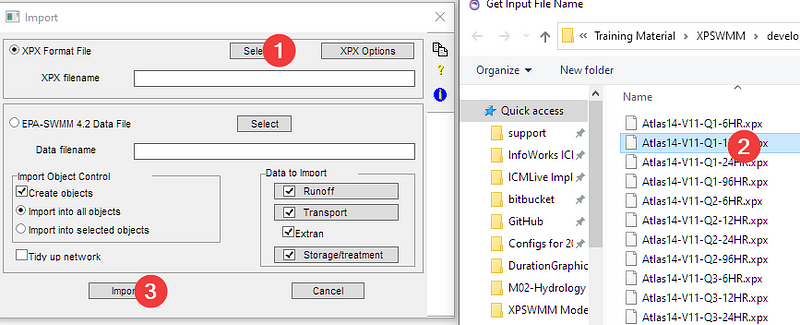 Import
XPX Format File
Sele
1
XPX Options
XPX filename
EPA-SWMM 4.2 Data File
Select
Data filename
Import Object Control
Create objects
Import into all objects
Import into selected objects
Tidy up network
Data to Import
Runoff
Transport
Extran
Storage/treatment
Impor
3
Cancel
Get Input File Name
« Training Material > XPSWMM > develo
Organize
New folder
Quick access
support
InfoWorks ICM
ICMLive Impl
bitbucket
GitHub
Configs for 20
DurationGraphic
M02-Hydrology
XPSWMM Mode
Name
Atlas14-V11-Q1-6HR.xpx
Atlas14-V11-Q1-1
2
Atlas14-V11-Q1-24HR.xpx
Atlas14-V11-Q1-96HR.xpx
Atlas14-V11-Q2-6HR.xpx
Atlas14-V11-Q2-12HR.xpx
Atlas14-V11-Q2-24HR.xpx
Atlas14-V11-Q2-96HR.xpx
Atlas14-V11-Q3-6HR.xpx
Atlas14-V11-Q3-12HR.xpx
Atlas14-V11-Q3-24HR.xpx